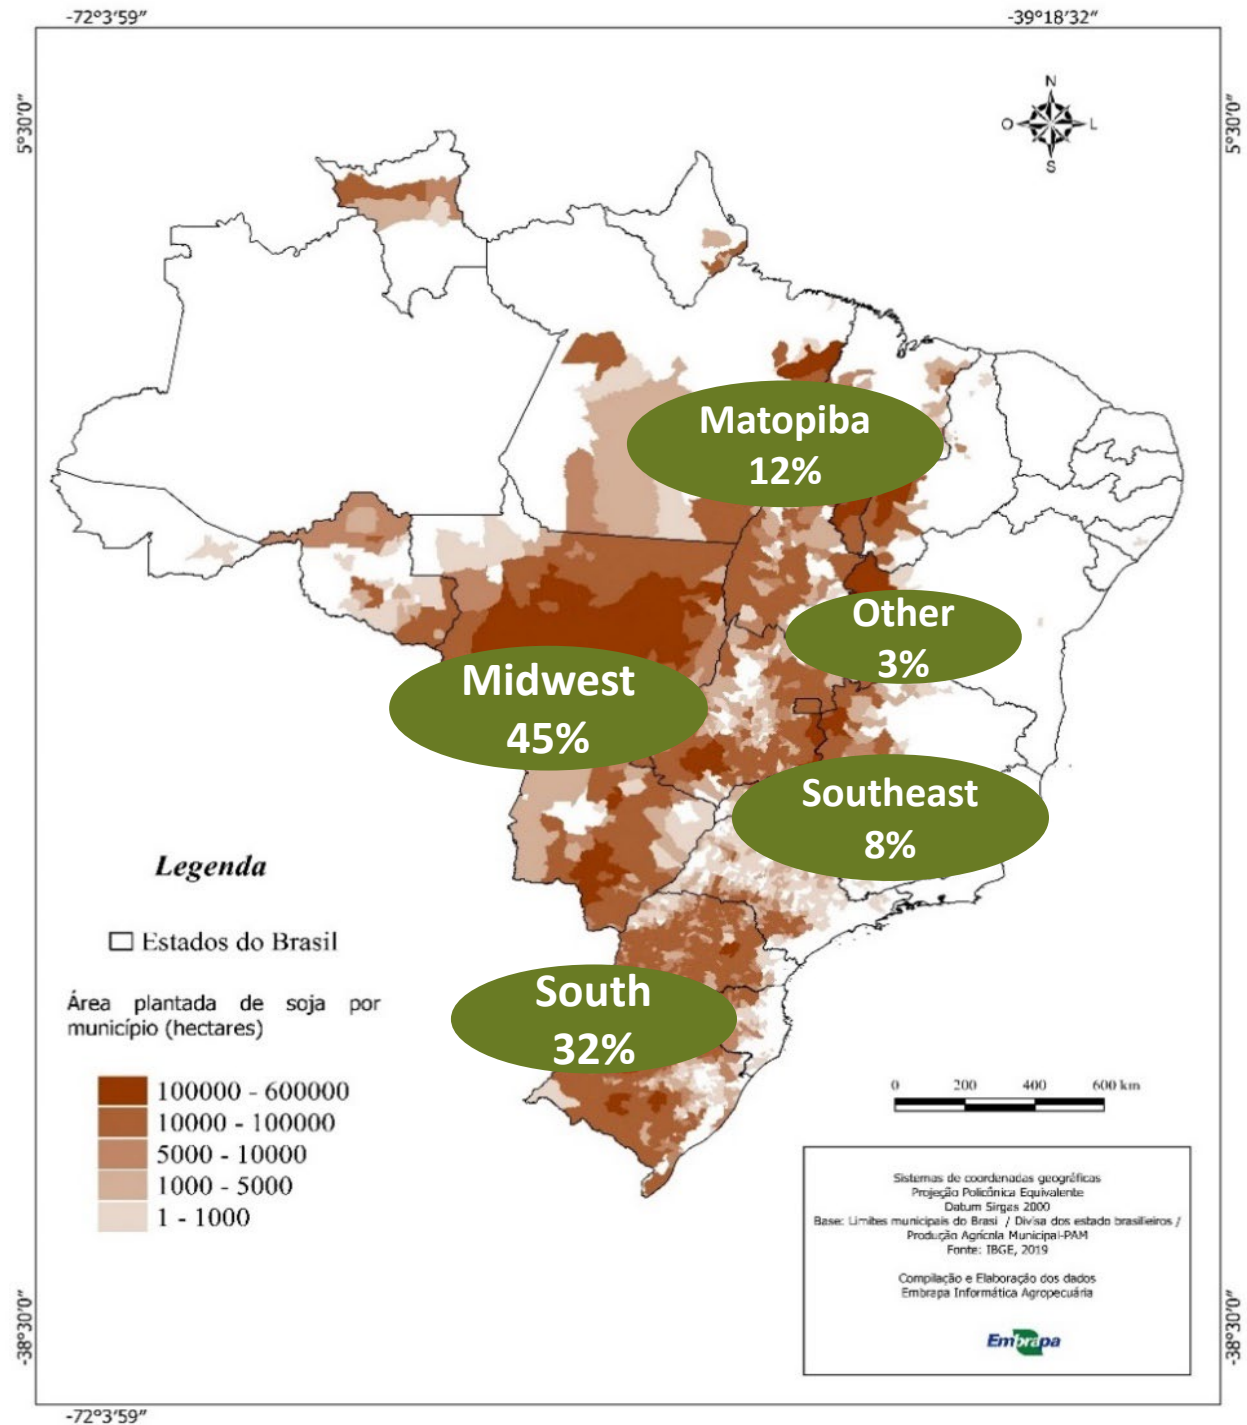 -72°3'59"
-39°18'32"
5°30'0"
5°30'0"
N
O
L
S
Matopiba
12%
Other
3%
Midwest
45%
Southeast
8%
South
32%
Legenda
Estados do Brasil
Área plantada de soja por
município (hectares)
100000 - 600000
10000 - 100000
5000 - 10000
1000 - 5000
1 - 1000
0 200 400 600 km
Sistemas de coordenadas geográficas
Projeção Policônica Equivalente
Datum Sirgas 2000
Base: Limites municipais do Brasi / Divisa dos estado brasilieiros /
Produção Agrícola Municipal-PAM
Fonte: IBGE, 2019
Compilação e Elaboração dos dados
Embrapa Informática Agropecuária
Embrapa
-38°30'0"
-38°30'0"
-72°3'59"